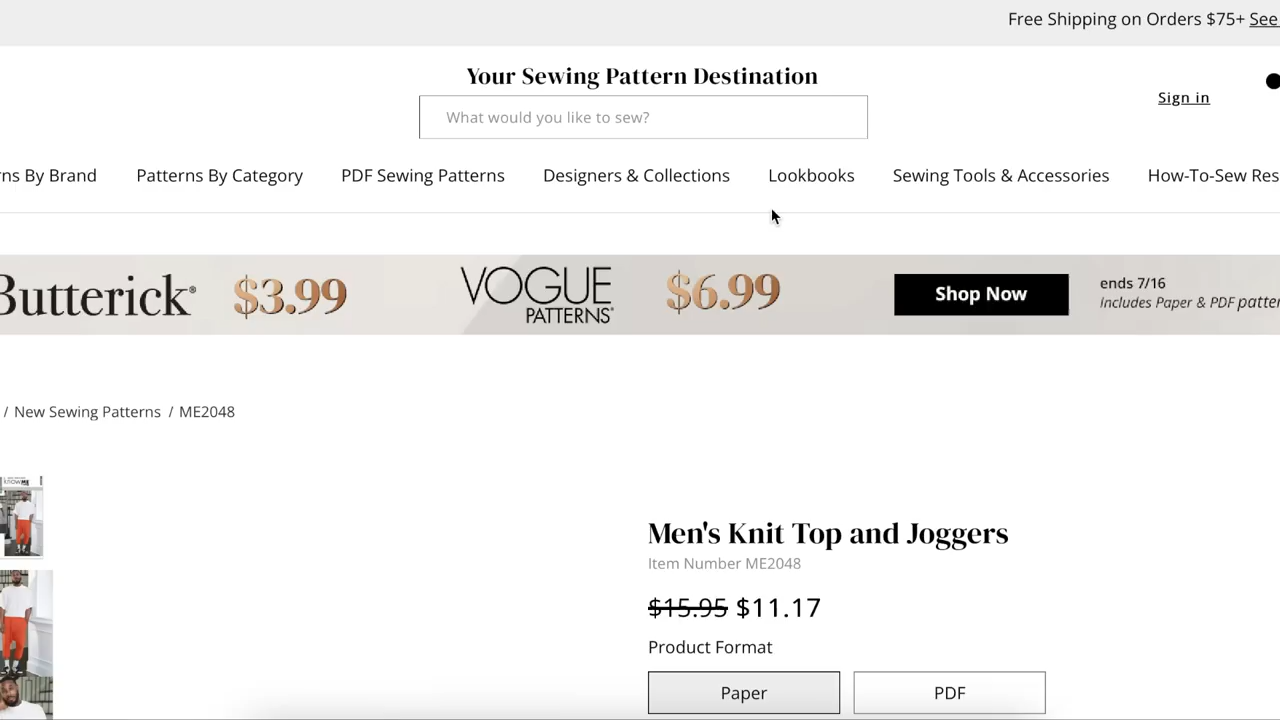 Free Shipping on Orders $75+ See
Your Sewing Pattern Destination
What would you like to sew?
Sign in
rns By Brand Patterns By Category PDF Sewing Patterns Designers & Collections Lookbooks Sewing Tools & Accessories How-To-Sew Res
Butterick® $3.99 VOGUE PATTERNS® $6.99 Shop Now ends 7/16
includes Paper & PDF patter
/ New Sewing Patterns / ME2048
KNOWME
Men's Knit Top and Joggers
Item Number ME2048
$15.95 $11.17
Product Format
Paper PDF